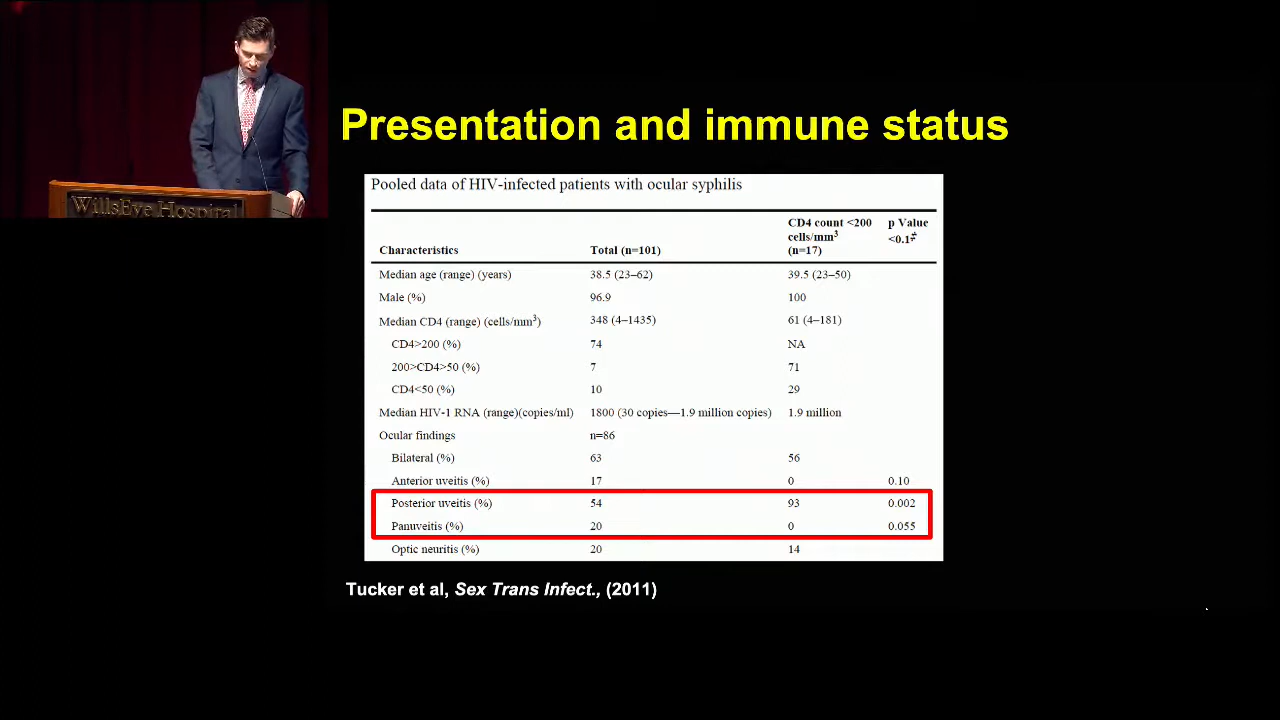 WillsEye Hospital
Presentation and immune status
Pooled data of HIV-infected patients with ocular syphilis
Characteristics Total (n=101) CD4 count <200 cells/mm³ (n=17) p Value <0.1≠
Median age (range) (years) 38.5 (23–62) 39.5 (23–50)
Male (%) 96.9 100
Median CD4 (range) (cells/mm³) 348 (4–1435) 61 (4–181)
CD4>200 (%) 74 NA
200>CD4>50 (%) 7 71
CD4<50 (%) 10 29
Median HIV-1 RNA (range)(copies/ml) 1800 (30 copies—1.9 million copies) 1.9 million
Ocular findings n=86
Bilateral (%) 63 56
Anterior uveitis (%) 17 0 0.10
Posterior uveitis (%) 54 93 0.002
Panuveitis (%) 20 0 0.055
Optic neuritis (%) 20 14
Tucker et al, Sex Trans Infect., (2011)